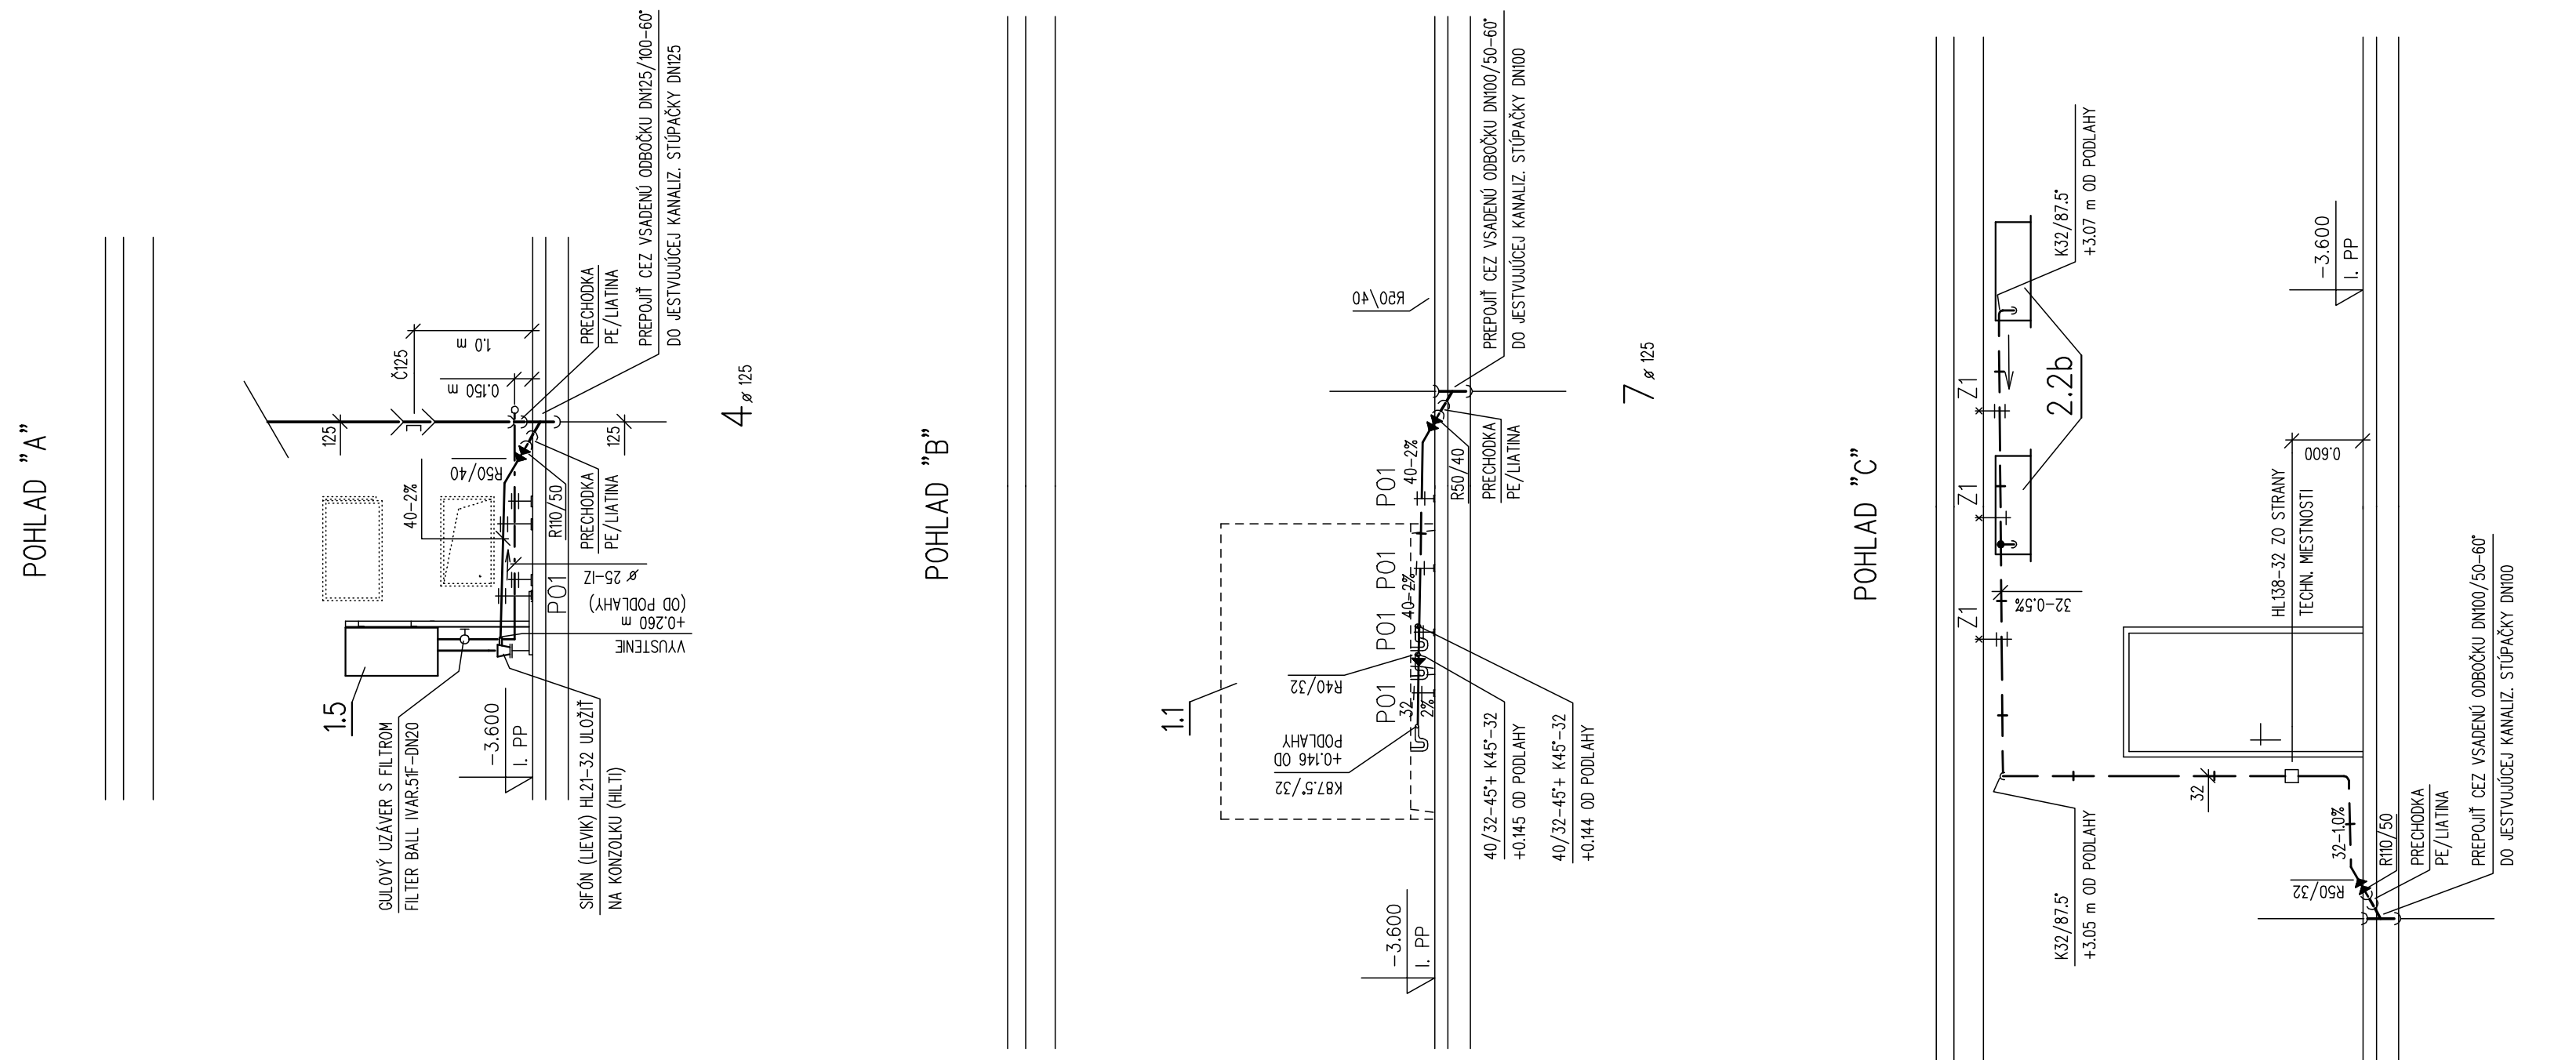 POHLAD "A"
GULOVÝ UZÁVER S FILTROM
FILTER BALL IVAR.51F-DN20
1.5
-3.600
I. PP
SIFÓN (LIEVIK) HL21-32 ULOŽIŤ
NA KONZOLKU (HILTI)
VYUSTENIE
+0.260 m
(OD PODLAHY)
ø 25-IZ
PO1
40-2%
R50/40
R110/50
PRECHODKA
PE/LIATINA
125
125
Č125
1.0 m
0.150 m
PRECHODKA
PE/LIATINA
PREPOJIŤ CEZ VSADENÚ ODBOČKU DN125/100-60°
DO JESTVUJÚCEJ KANALIZ. STÚPAČKY DN125
4 ø 125
POHLAD "B"
1.1
-3.600
I. PP
K87.5°/32
+0.146 OD
PODLAHY
R40/32
PO1
PO1
PO1
PO1
32
2%
40-2%
40-2%
40/32-45°+ K45°-32
+0.145 OD PODLAHY
40/32-45°+ K45°-32
+0.144 OD PODLAHY
R50/40
PRECHODKA
PE/LIATINA
R50/40
PREPOJIŤ CEZ VSADENÚ ODBOČKU DN100/50-60°
DO JESTVUJÚCEJ KANALIZ. STÚPAČKY DN100
7 ø 125
POHLAD "C"
K32/87.5°
+3.05 m OD PODLAHY
Z1
Z1
Z1
32-0.5%
2.2b
K32/87.5°
+3.07 m OD PODLAHY
32
HL138-32 ZO STRANY
TECHN. MIESTNOSTI
0.600
-3.600
I. PP
32-1.0%
R50/32
R110/50
PRECHODKA
PE/LIATINA
PREPOJIŤ CEZ VSADENÚ ODBOČKU DN100/50-60°
DO JESTVUJÚCEJ KANALIZ. STÚPAČKY DN100